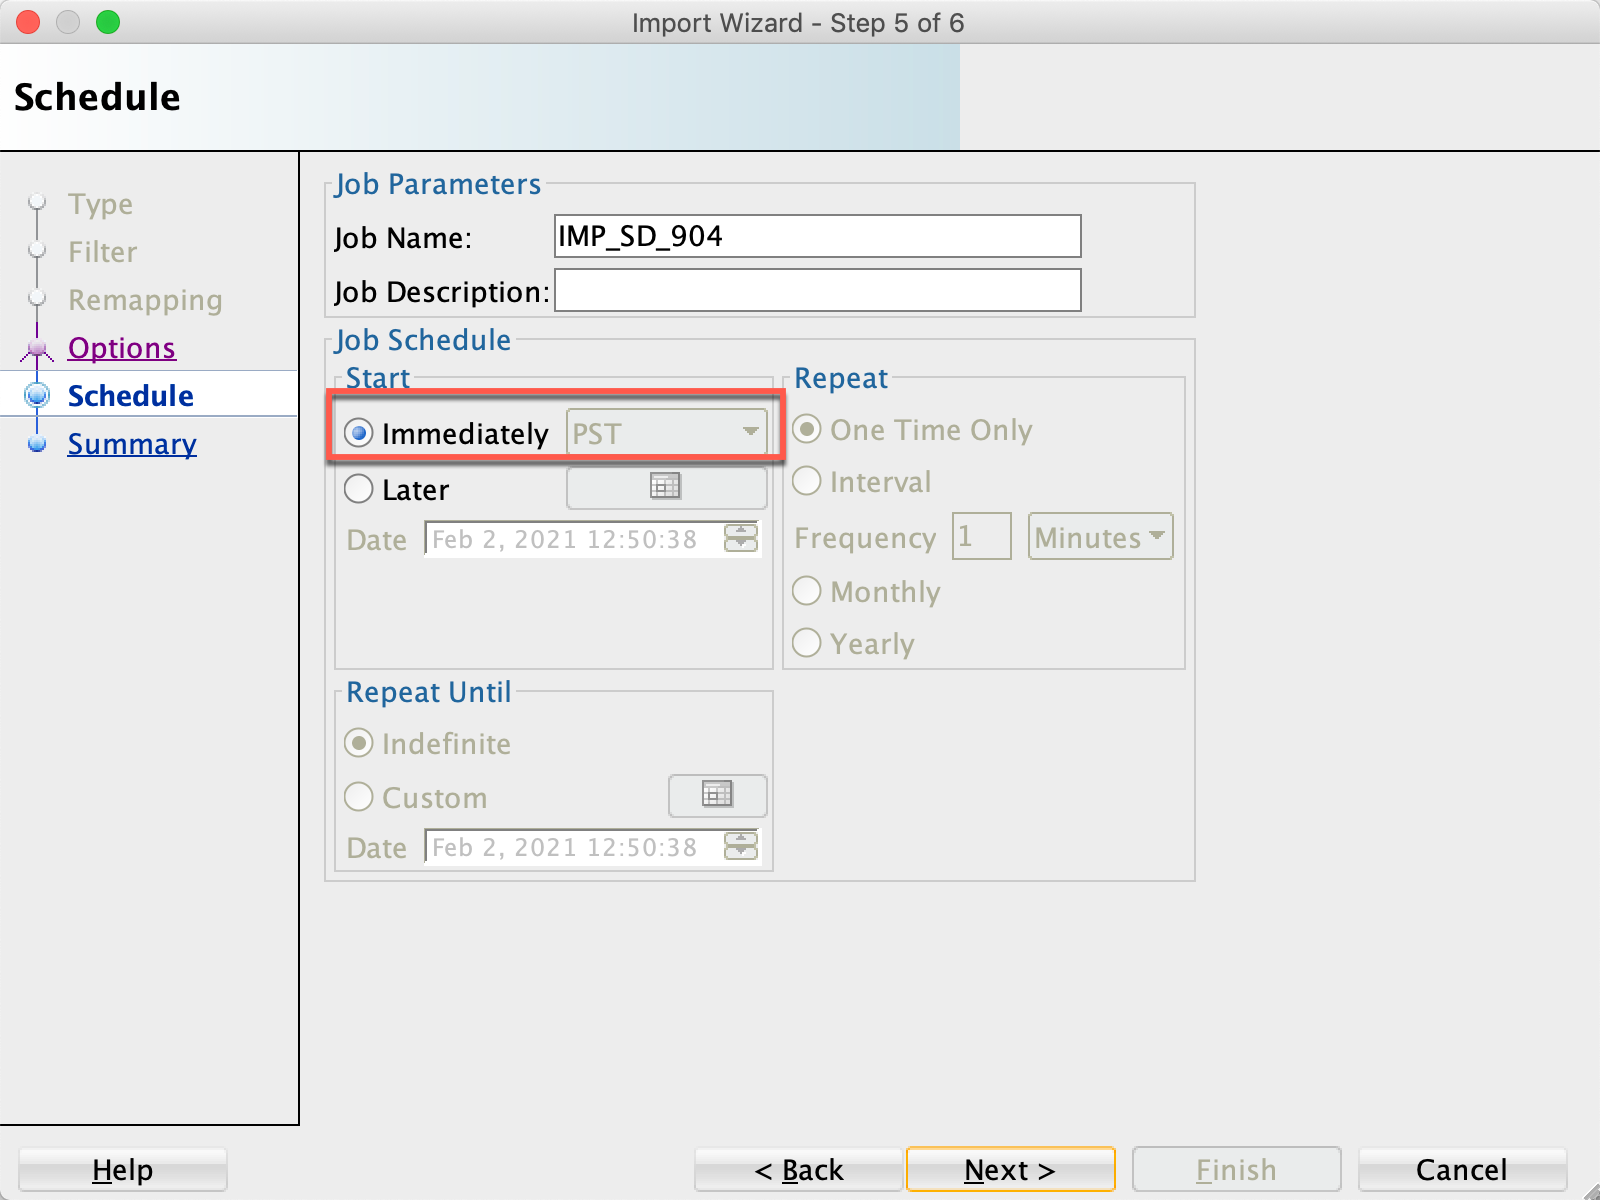 Import Wizard - Step 5 of 6
Schedule
Type
Filter
Remapping
Options
Schedule
Summary
Job Parameters
Job Name: IMP_SD_904
Job Description:
Job Schedule
Start
Immediately PST
Later
Date Feb 2, 2021 12:50:38
Repeat
One Time Only
Interval
Frequency 1 Minutes
Monthly
Yearly
Repeat Until
Indefinite
Custom
Date Feb 2, 2021 12:50:38
Help < Back Next > Finish Cancel